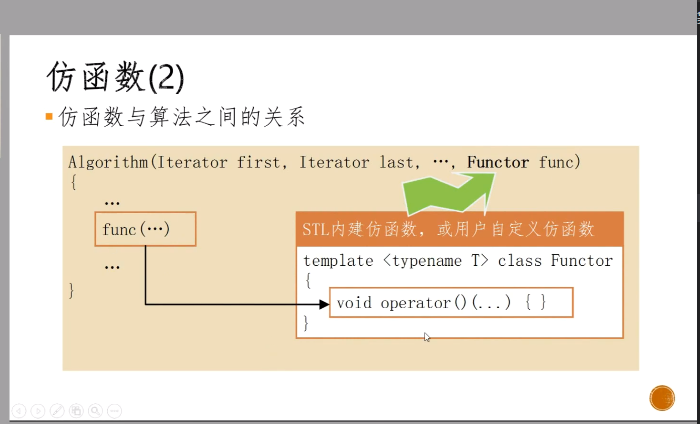 仿函数(2)
仿函数与算法之间的关系
Algorithm(Iterator first, Iterator last, …, Functor func)
{
…
func(…)
…
}
STL内建仿函数，或用户自定义仿函数
template <typename T> class Functor
{
void operator()(...) { }
}